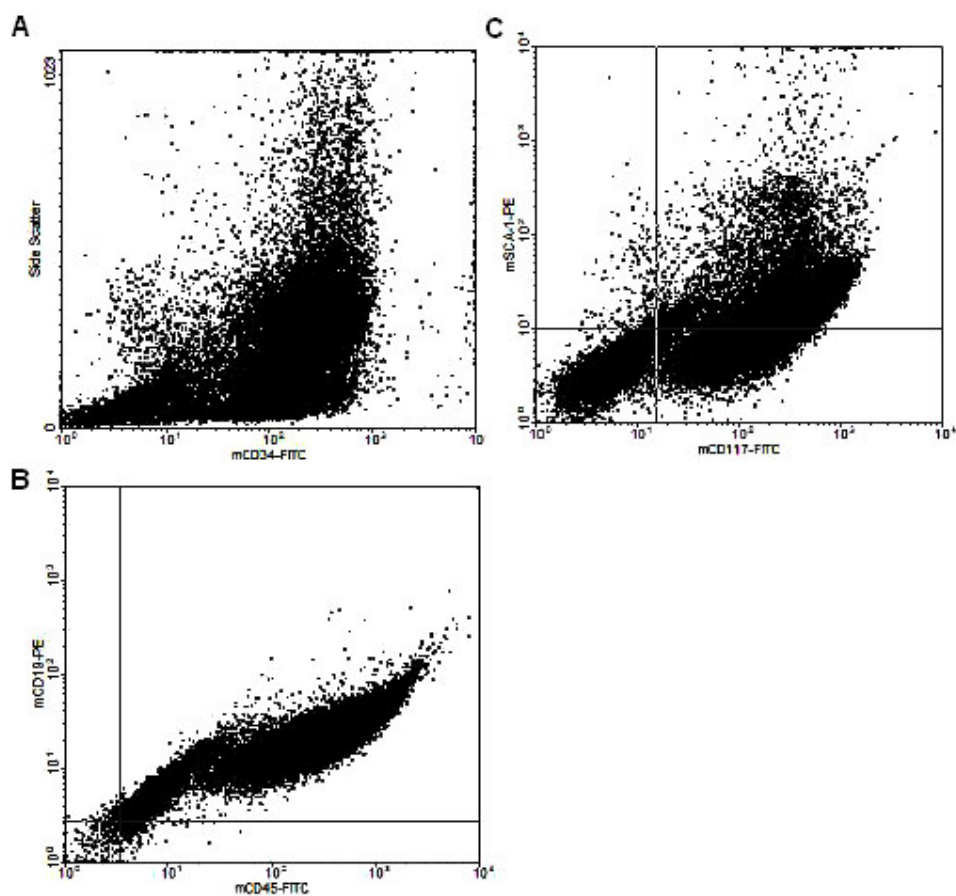 A
1023
Side Scatter
0
10⁰ 10¹ 10² 10³ 10
mCD34-FITC
C
10⁴
10³
10²
10¹
10⁰
mSCA-1-PE
10⁰ 10¹ 10² 10³ 10⁴
mCD117-FITC
B
10⁴
10³
10²
10¹
10⁰
mCD19-PE
10⁰ 10¹ 10² 10³ 10⁴
mCD45-FITC